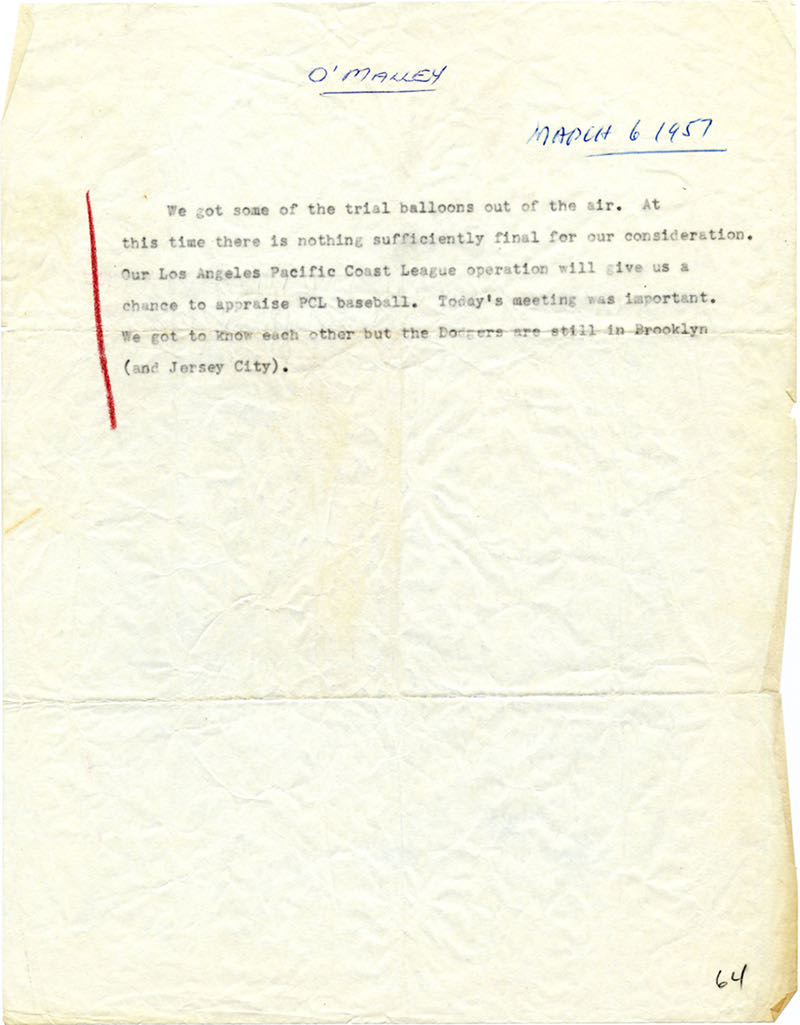 O'MALLEY
MARCH 6 1957
We got some of the trial balloons out of the air. At
this time there is nothing sufficiently final for our consideration.
Our Los Angeles Pacific Coast League operation will give us a
chance to appraise PCL baseball. Today's meeting was important.
We got to know each other but the Dodgers are still in Brooklyn
(and Jersey City).
64